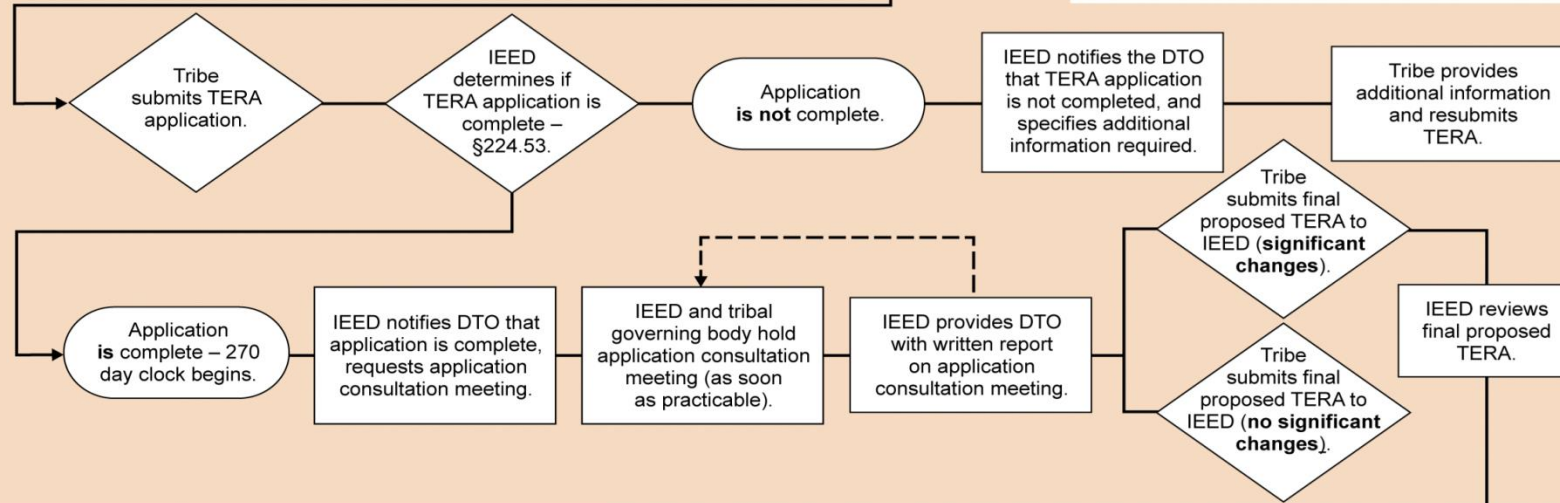 Tribe
submits TERA
application.
IEED
determines if
TERA application is
complete –
§224.53.
Application
is not complete.
IEED notifies the DTO
that TERA application
is not completed, and
specifies additional
information required.
Tribe provides
additional information
and resubmits
TERA.
Application
is complete – 270
day clock begins.
IEED notifies DTO that
application is complete,
requests application
consultation meeting.
IEED and tribal
governing body hold
application consultation
meeting (as soon
as practicable).
IEED provides DTO
with written report
on application
consultation meeting.
Tribe
submits final
proposed TERA to
IEED (significant
changes).
Tribe
submits final
proposed TERA to
IEED (no significant
changes).
IEED reviews
final proposed
TERA.